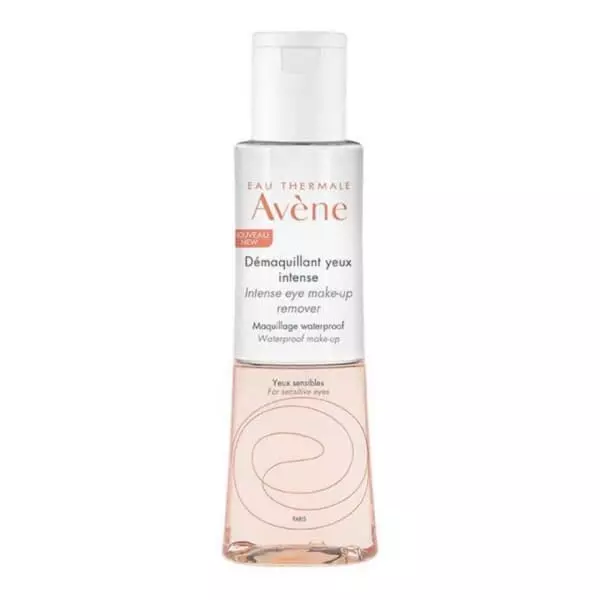 EAU THERMALE
Avène
NOUVEAU
NEW
Démaquillant yeux
intense
Intense eye make-up
remover
Maquillage waterproof
Waterproof make-up
Yeux sensibles
For sensitive eyes
PARIS